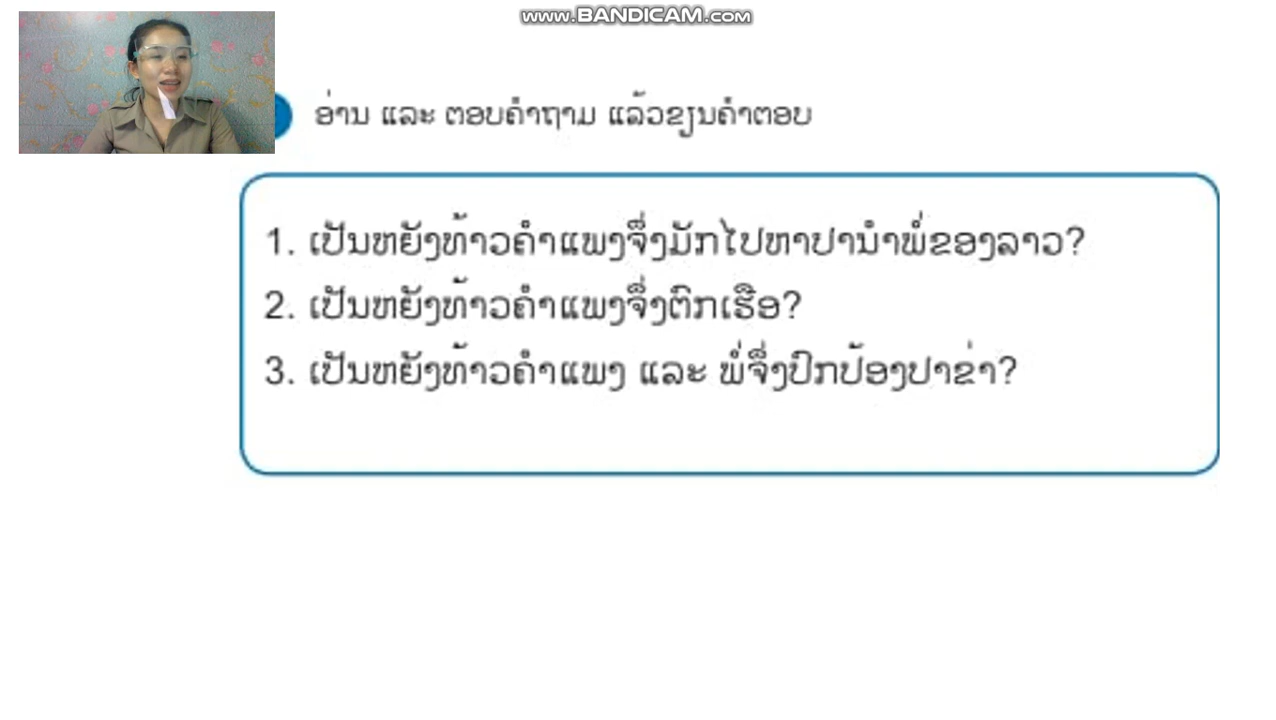 www.BANDICAM.com
ອ່ານ ແລະ ຕອບຄຳຖາມ ແລ້ວຂຽນຄຳຕອບ
1. ເປັນຫຍັງທ້າວຄຳແພງຈຶ່ງມັກໄປຫາປານຳພໍ່ຂອງລາວ?
2. ເປັນຫຍັງທ້າວຄຳແພງຈຶ່ງຕົກເຮືອ?
3. ເປັນຫຍັງທ້າວຄຳແພງ ແລະ ພໍ່ຈຶ່ງປົກປ້ອງປາຂ່າ?